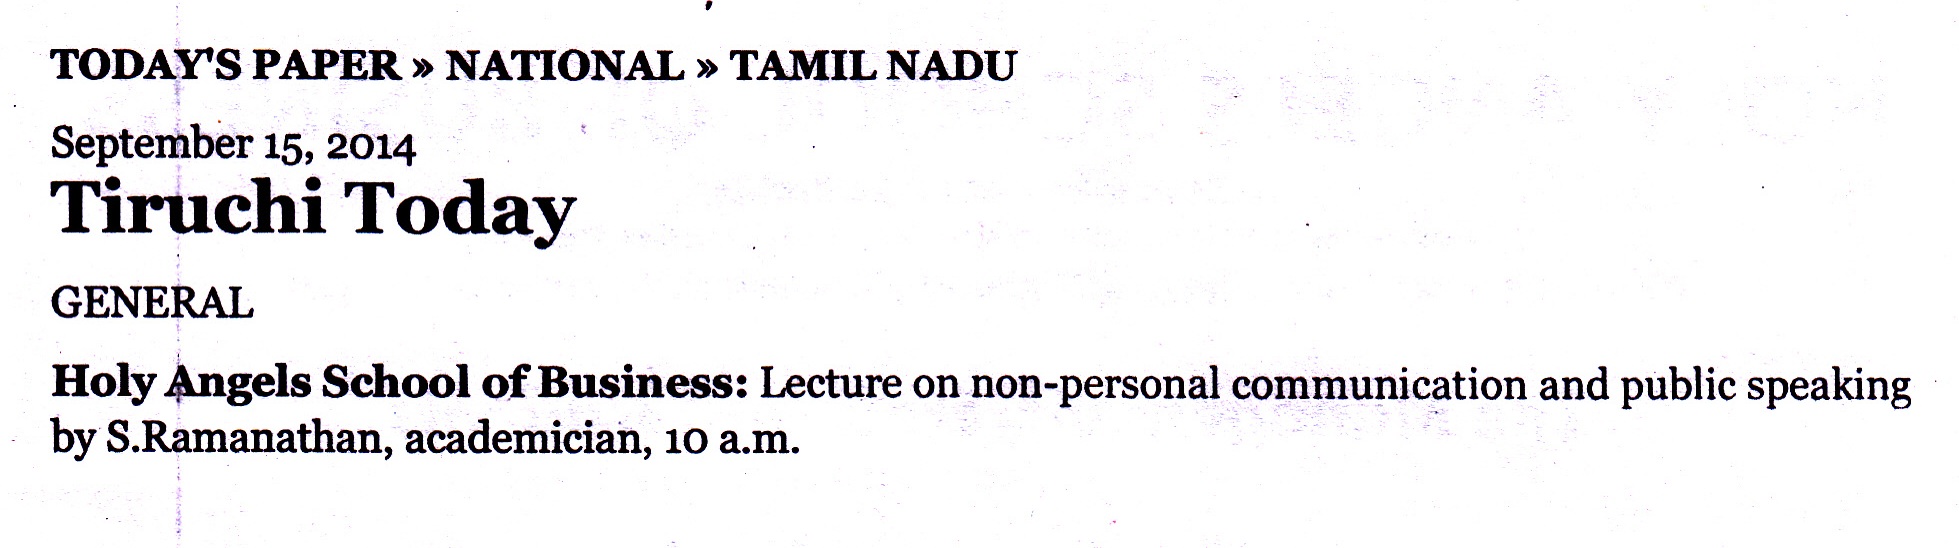 TODAY'S PAPER » NATIONAL » TAMIL NADU
September 15, 2014
Tiruchi Today
GENERAL
Holy Angels School of Business: Lecture on non-personal communication and public speaking
by S.Ramanathan, academician, 10 a.m.